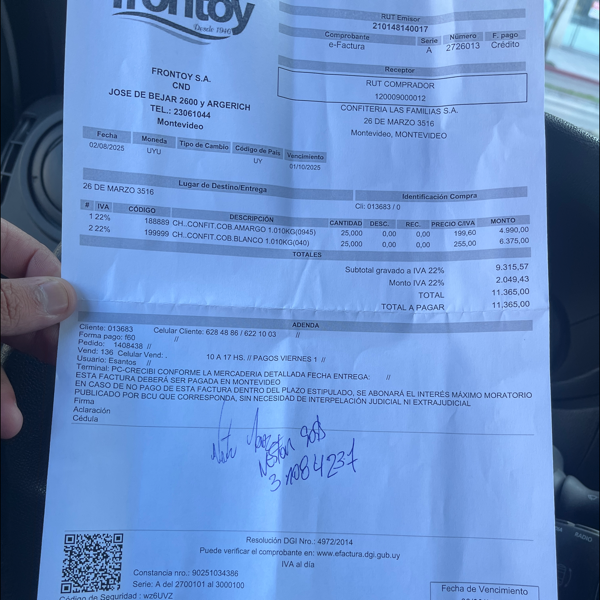 frontoy
Desde 1946
RUT Emisor
210148140017
Comprobante Serie Número F. pago
e-Factura A 2726013 Crédito
Receptor
RUT COMPRADOR
120009000012
CONFITERIA LAS FAMILIAS S.A.
26 DE MARZO 3516
Montevideo, MONTEVIDEO
FRONTOY S.A.
CND
JOSE DE BEJAR 2600 y ARGERICH
TEL.: 23061044
Montevideo
Fecha Moneda Tipo de Cambio Código de País Vencimiento
02/08/2025 UYU UY 01/10/2025
Lugar de Destino/Entrega
26 DE MARZO 3516
Identificación Compra
Cli: 013683 / 0
# IVA CÓDIGO DESCRIPCIÓN CANTIDAD DESC. REC. PRECIO C/IVA MONTO
1 22% 188889 CH..CONFIT.COB.AMARGO 1.010KG(0945) 25,000 0,00 0,00 199,60 4.990,00
2 22% 199999 CH..CONFIT.COB.BLANCO 1.010KG(040) 25,000 0,00 0,00 255,00 6.375,00
TOTALES
Subtotal gravado a IVA 22% 9.315,57
Monto IVA 22% 2.049,43
TOTAL 11.365,00
TOTAL A PAGAR 11,365,00
ADENDA
Cliente: 013683 Celular Cliente: 628 48 86 / 622 10 03 //
Forma pago: f60 //
Pedido: 1408438 //
Vend: 136 Celular Vend: . 10 A 17 HS. // PAGOS VIERNES 1 //
Usuario: Esantos //
Terminal: PC-CRECIBI CONFORME LA MERCADERIA DETALLADA FECHA ENTREGA: //
ESTA FACTURA DEBERÁ SER PAGADA EN MONTEVIDEO
EN CASO DE NO PAGO DE ESTA FACTURA DENTRO DEL PLAZO ESTIPULADO, SE ABONARÁ EL INTERÉS MÁXIMO MORATORIO
PUBLICADO POR BCU QUE CORRESPONDA, SIN NECESIDAD DE INTERPELACIÓN JUDICIAL NI EXTRAJUDICIAL
Firma
Aclaración
Cédula
Resolución DGI Nro.: 4972/2014
Puede verificar el comprobante en: www.efactura.dgi.gub.uy
IVA al día
Constancia nro.: 90251034386
Serie: A del 2700101 al 3000100
Código de Seguridad : wz6UVZ
Fecha de Vencimiento
RADIO